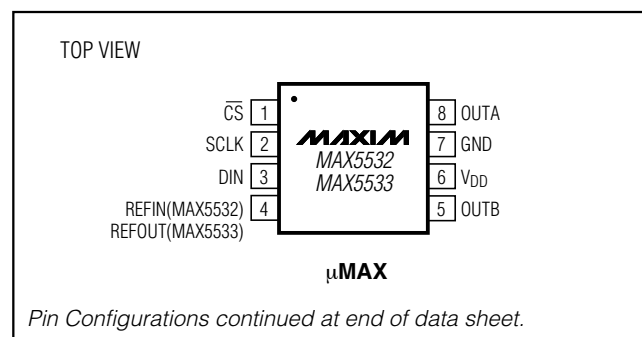 TOP VIEW
CS 1
SCLK 2
DIN 3
REFIN(MAX5532) 4
REFOUT(MAX5533)
MAXIM
MAX5532
MAX5533
8 OUTA
7 GND
6 VDD
5 OUTB
µMAX
Pin Configurations continued at end of data sheet.